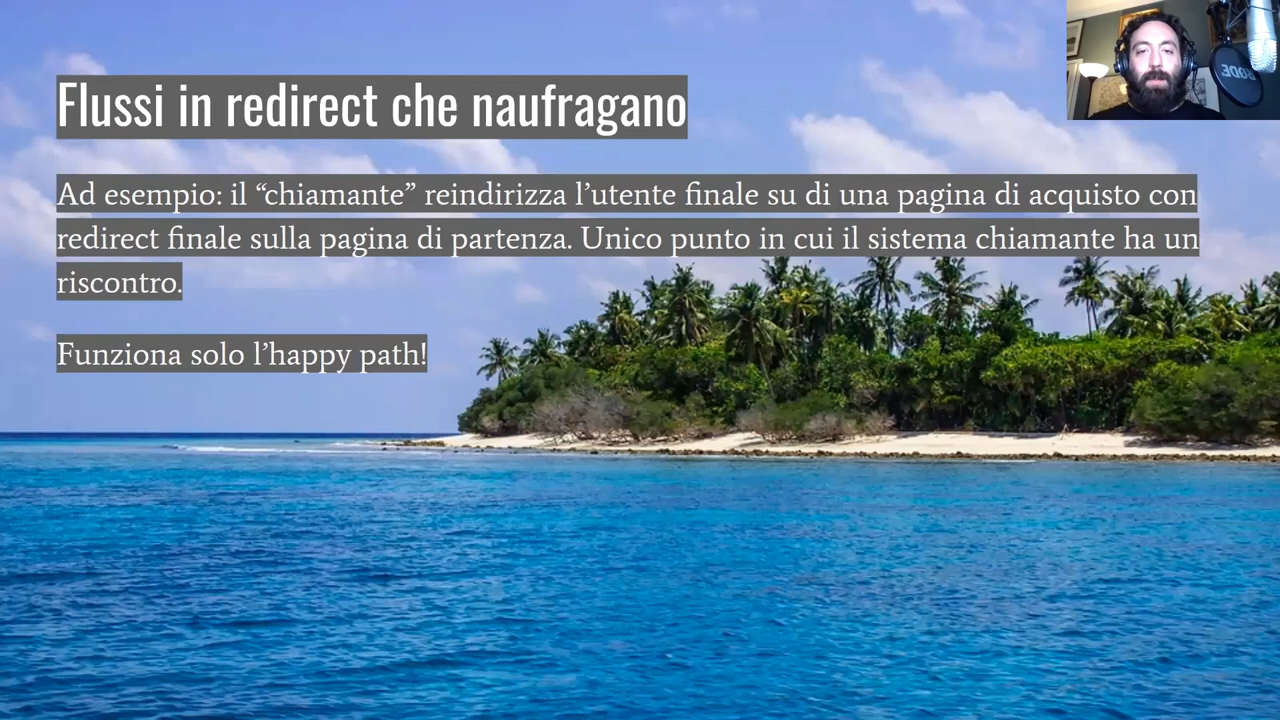 Flussi in redirect che naufragano
Ad esempio: il “chiamante” reindirizza l’utente finale su di una pagina di acquisto con
redirect finale sulla pagina di partenza. Unico punto in cui il sistema chiamante ha un
riscontro.
Funziona solo l’happy path!
RØDE